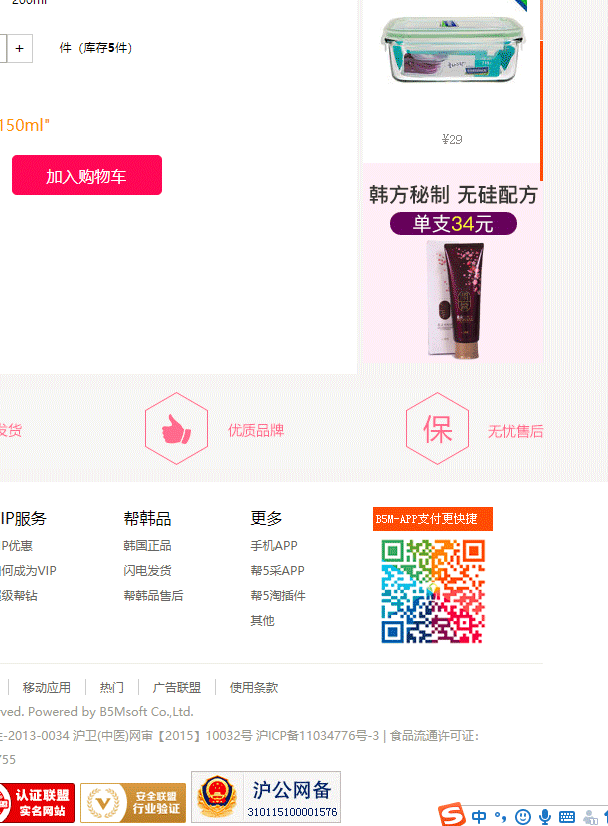 200ml
+
件（库存5件）
150ml"
加入购物车
¥29
韩方秘制 无硅配方
单支34元
发货
优质品牌
保
无忧售后
IP服务
帮韩品
更多
B5M-APP支付更快捷
IP优惠
韩国正品
手机APP
何成为VIP
闪电发货
帮5采APP
级帮钻
帮韩品售后
帮5淘插件
其他
移动应用
热门
广告联盟
使用条款
rved. Powered by B5Msoft Co.,Ltd.
-2013-0034 沪卫(中医)网审【2015】10032号 沪ICP备11034776号-3 | 食品流通许可证:
755
认证联盟
实名网站
安全联盟
行业验证
沪公网备
310115100001576
S
中